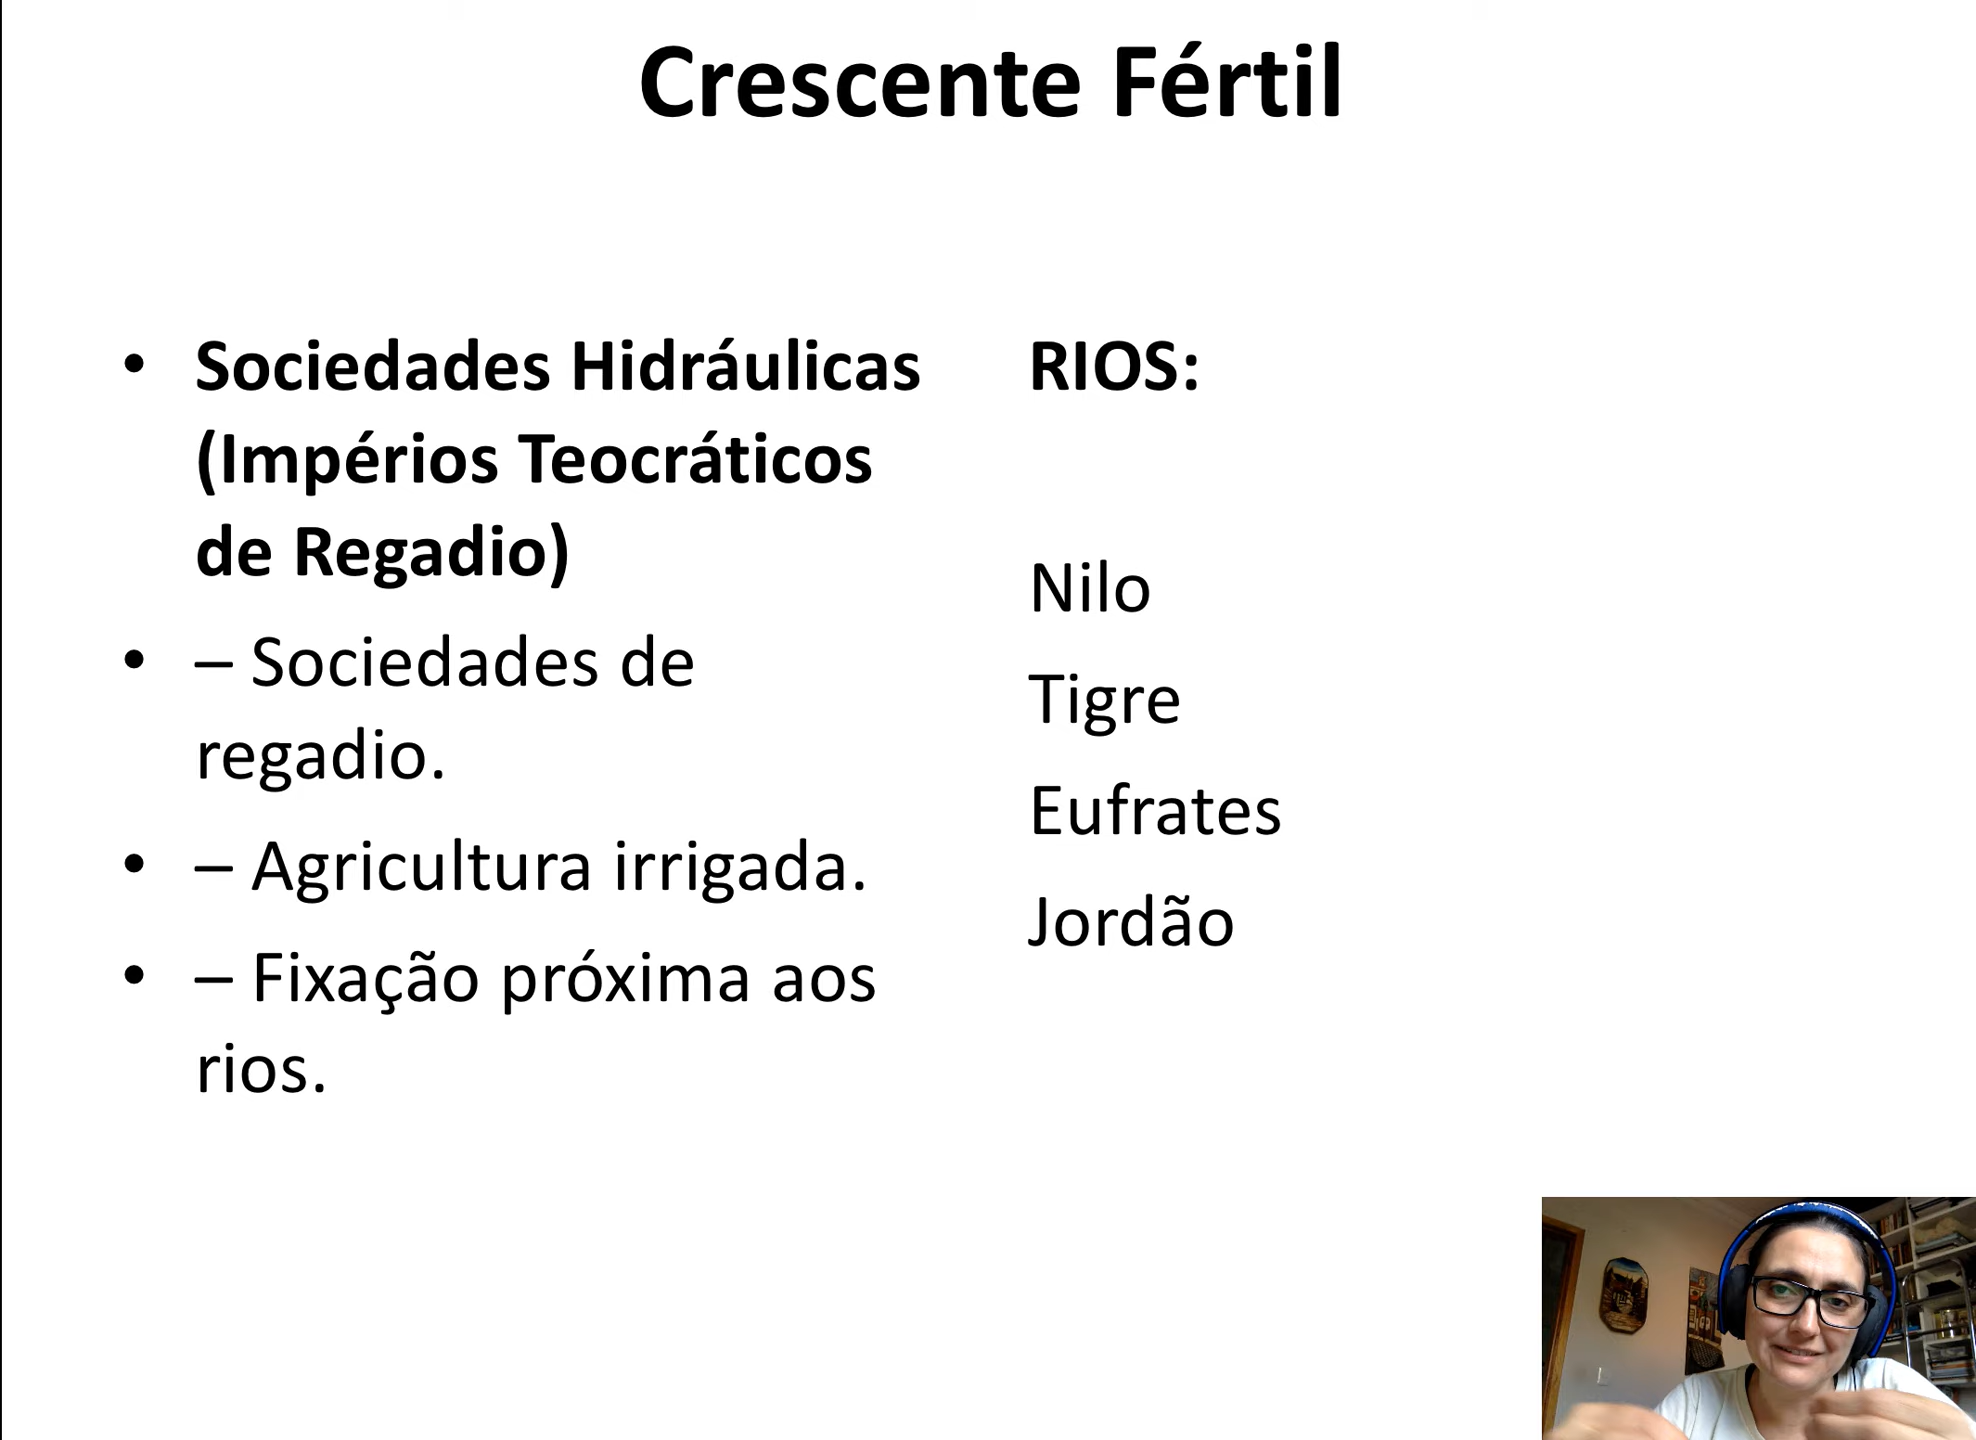 Crescente Fértil
• Sociedades Hidráulicas
(Impérios Teocráticos
de Regadio)
• – Sociedades de
regadio.
• – Agricultura irrigada.
• – Fixação próxima aos
rios.
RIOS:
Nilo
Tigre
Eufrates
Jordão